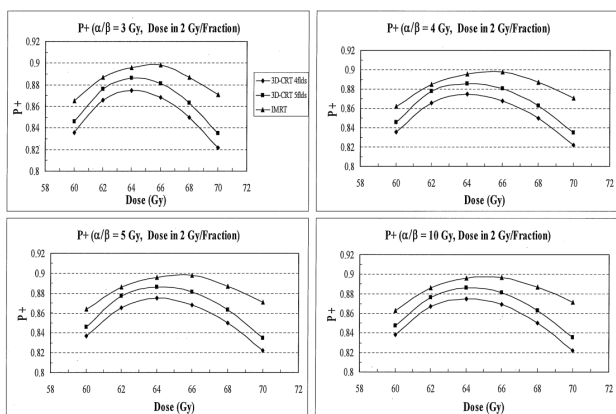 P+ (α/β = 3 Gy, Dose in 2 Gy/Fraction)
0.92
0.9
0.88
0.86
0.84
0.82
0.8
P+
58 60 62 64 66 68 70 72
Dose (Gy)
3D-CRT 4flds
3D-CRT 5flds
IMRT
P+ (α/β = 4 Gy, Dose in 2 Gy/Fraction)
0.92
0.9
0.88
0.86
0.84
0.82
0.8
P+
58 60 62 64 66 68 70 72
Dose (Gy)
P+ (α/β = 5 Gy, Dose in 2 Gy/Fraction)
0.92
0.9
0.88
0.86
0.84
0.82
0.8
P+
58 60 62 64 66 68 70 72
Dose (Gy)
P+ (α/β = 10 Gy, Dose in 2 Gy/Fraction)
0.92
0.9
0.88
0.86
0.84
0.82
0.8
P+
58 60 62 64 66 68 70 72
Dose (Gy)